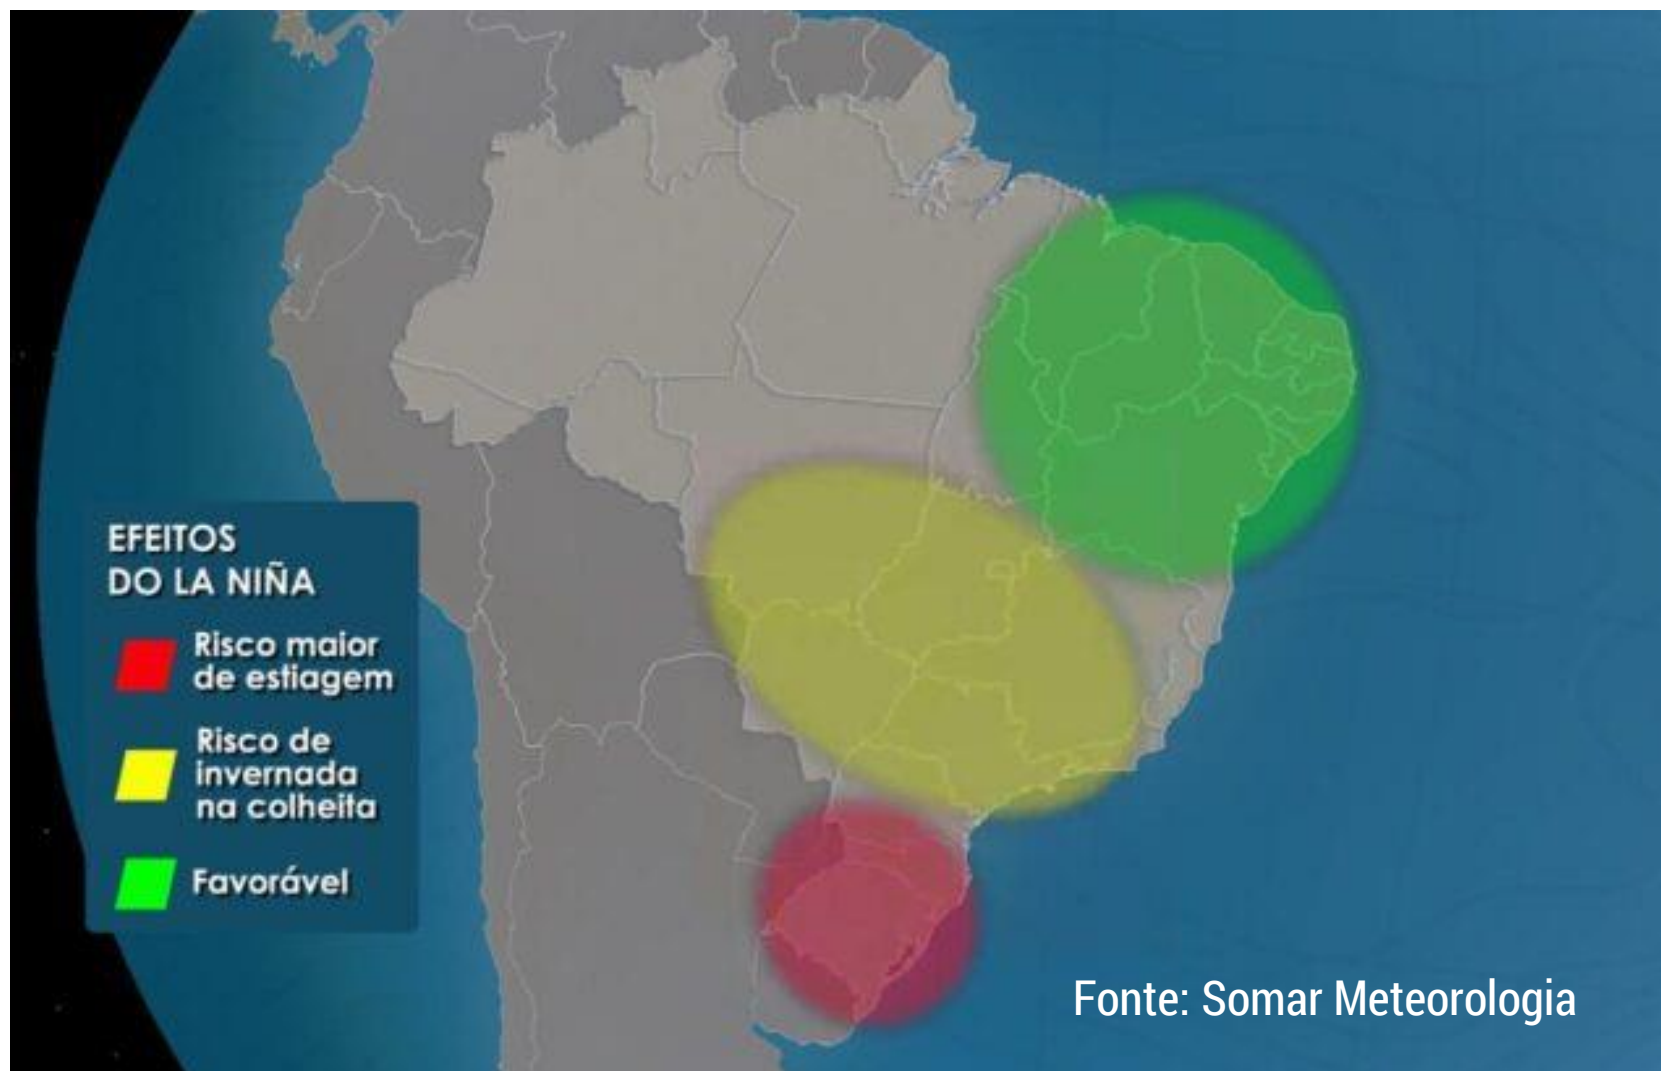 EFEITOS
DO LA NIÑA
Risco maior
de estiagem
Risco de
invernada
na colheita
Favorável
Fonte: Somar Meteorologia